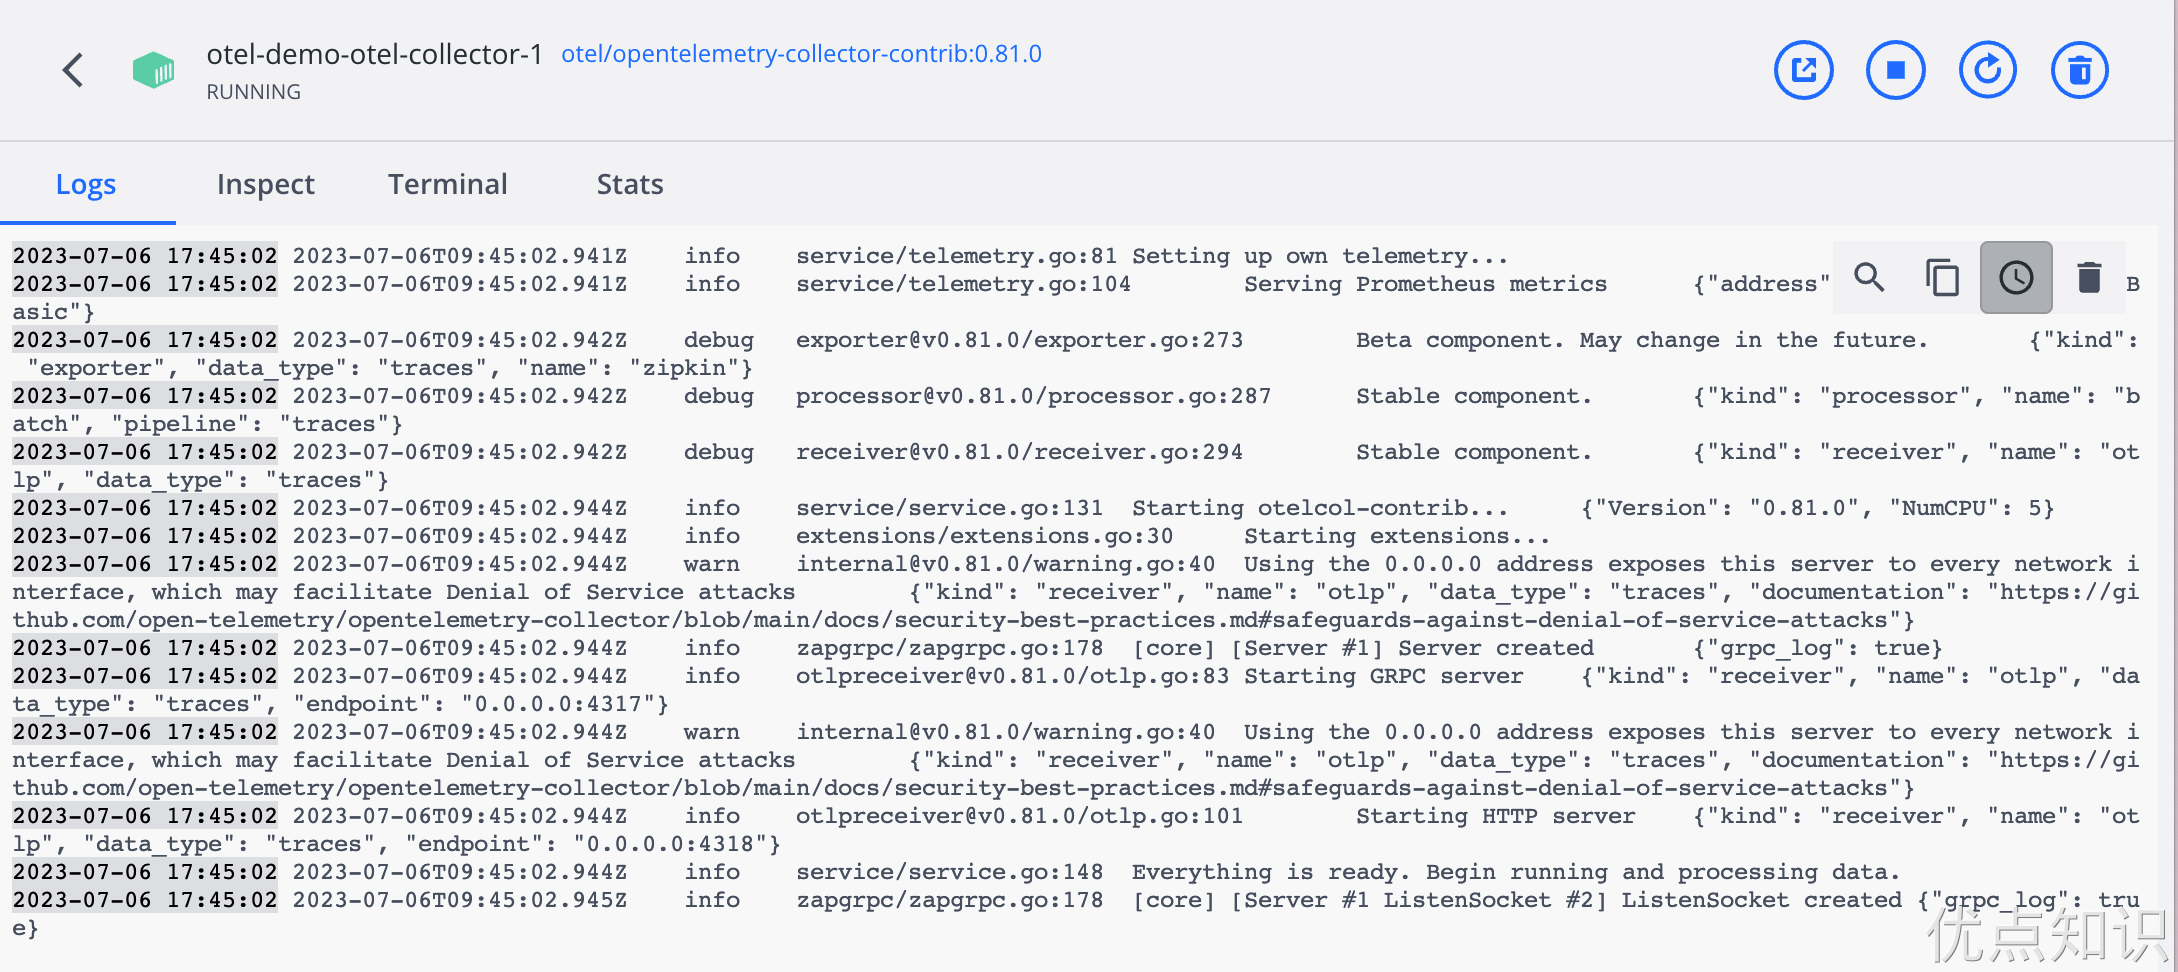 otel-demo-otel-collector-1 otel/opentelemetry-collector-contrib:0.81.0
RUNNING
Logs Inspect Terminal Stats
2023-07-06 17:45:02 2023-07-06T09:45:02.941Z info service/telemetry.go:81 Setting up own telemetry...
2023-07-06 17:45:02 2023-07-06T09:45:02.941Z info service/telemetry.go:104 Serving Prometheus metrics {"address" B
asic"}
2023-07-06 17:45:02 2023-07-06T09:45:02.942Z debug exporter@v0.81.0/exporter.go:273 Beta component. May change in the future. {"kind":
"exporter", "data_type": "traces", "name": "zipkin"}
2023-07-06 17:45:02 2023-07-06T09:45:02.942Z debug processor@v0.81.0/processor.go:287 Stable component. {"kind": "processor", "name": "b
atch", "pipeline": "traces"}
2023-07-06 17:45:02 2023-07-06T09:45:02.942Z debug receiver@v0.81.0/receiver.go:294 Stable component. {"kind": "receiver", "name": "ot
lp", "data_type": "traces"}
2023-07-06 17:45:02 2023-07-06T09:45:02.944Z info service/service.go:131 Starting otelcol-contrib... {"Version": "0.81.0", "NumCPU": 5}
2023-07-06 17:45:02 2023-07-06T09:45:02.944Z info extensions/extensions.go:30 Starting extensions...
2023-07-06 17:45:02 2023-07-06T09:45:02.944Z warn internal@v0.81.0/warning.go:40 Using the 0.0.0.0 address exposes this server to every network i
nterface, which may facilitate Denial of Service attacks {"kind": "receiver", "name": "otlp", "data_type": "traces", "documentation": "https://gi
thub.com/open-telemetry/opentelemetry-collector/blob/main/docs/security-best-practices.md#safeguards-against-denial-of-service-attacks"}
2023-07-06 17:45:02 2023-07-06T09:45:02.944Z info zapgrpc/zapgrpc.go:178 [core] [Server #1] Server created {"grpc_log": true}
2023-07-06 17:45:02 2023-07-06T09:45:02.944Z info otlpreceiver@v0.81.0/otlp.go:83 Starting GRPC server {"kind": "receiver", "name": "otlp", "da
ta_type": "traces", "endpoint": "0.0.0.0:4317"}
2023-07-06 17:45:02 2023-07-06T09:45:02.944Z warn internal@v0.81.0/warning.go:40 Using the 0.0.0.0 address exposes this server to every network i
nterface, which may facilitate Denial of Service attacks {"kind": "receiver", "name": "otlp", "data_type": "traces", "documentation": "https://gi
thub.com/open-telemetry/opentelemetry-collector/blob/main/docs/security-best-practices.md#safeguards-against-denial-of-service-attacks"}
2023-07-06 17:45:02 2023-07-06T09:45:02.944Z info otlpreceiver@v0.81.0/otlp.go:101 Starting HTTP server {"kind": "receiver", "name": "ot
lp", "data_type": "traces", "endpoint": "0.0.0.0:4318"}
2023-07-06 17:45:02 2023-07-06T09:45:02.944Z info service/service.go:148 Everything is ready. Begin running and processing data.
2023-07-06 17:45:02 2023-07-06T09:45:02.945Z info zapgrpc/zapgrpc.go:178 [core] [Server #1 ListenSocket #2] ListenSocket created {"grpc_log": tru
e}
优点知识